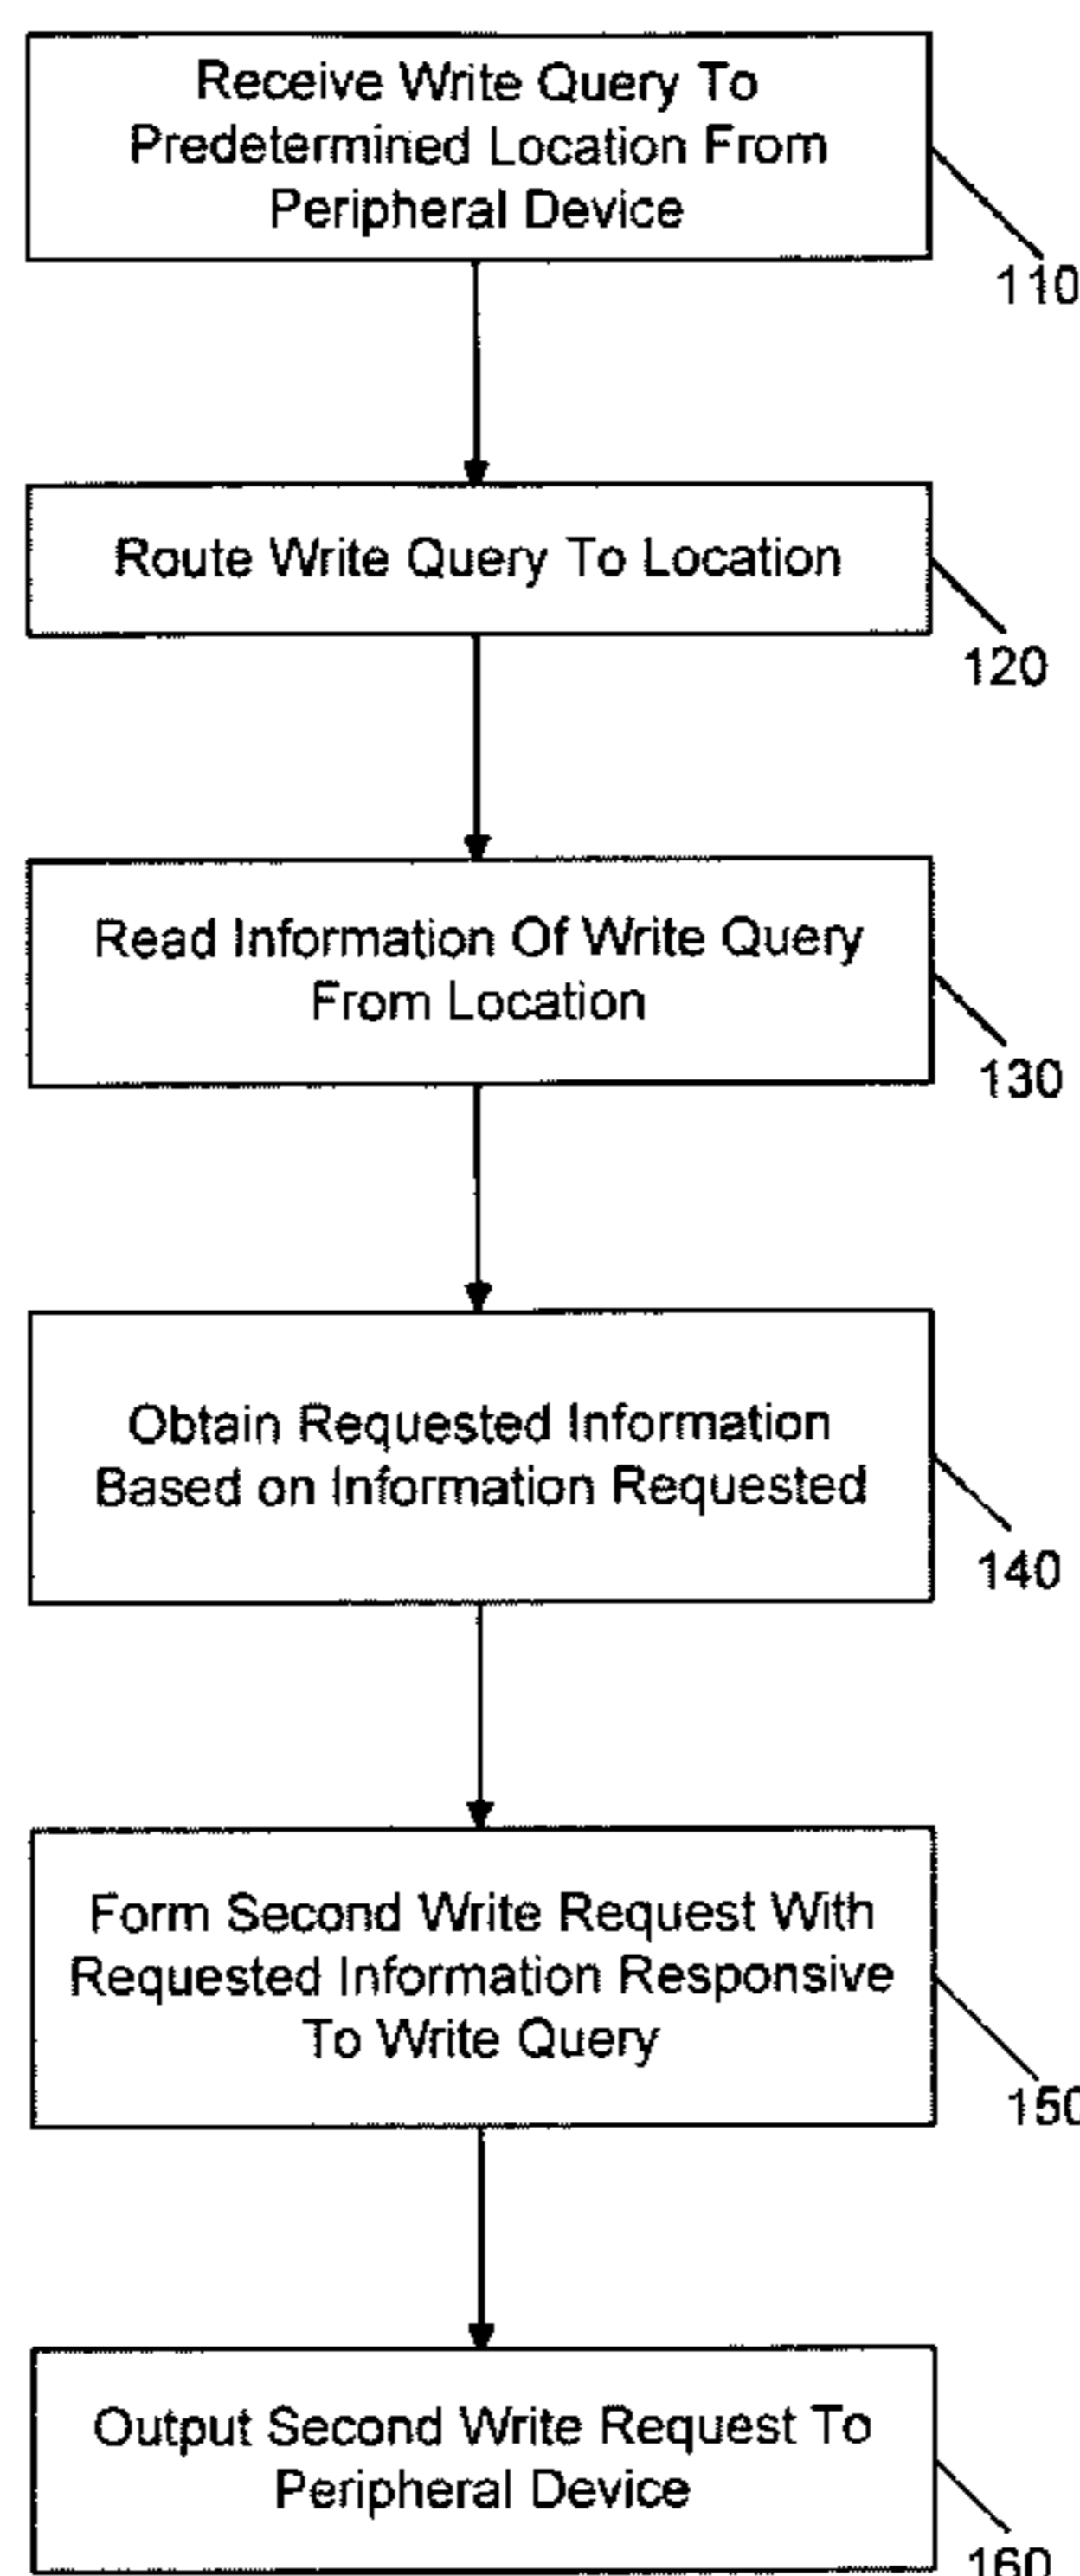 Receive Write Query To
Predetermined Location From
Peripheral Device
110
Route Write Query To Location
120
Read Information Of Write Query
From Location
130
Obtain Requested Information
Based on Information Requested
140
Form Second Write Request With
Requested Information Responsive
To Write Query
150
Output Second Write Request To
Peripheral Device
160